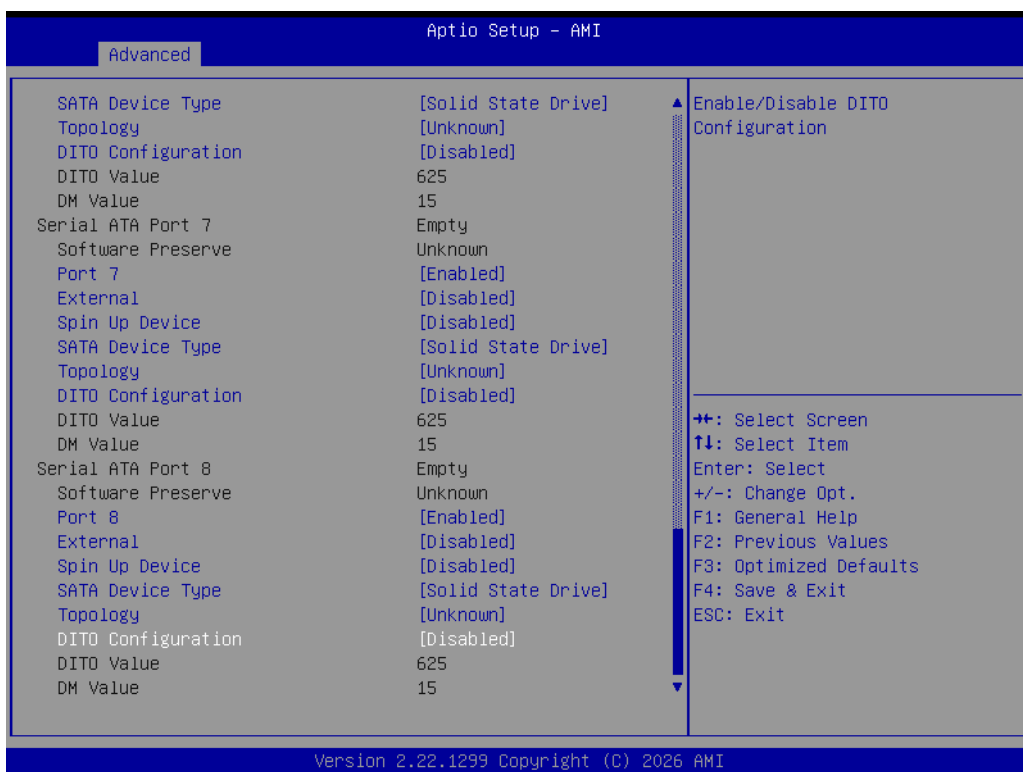 Aptio Setup – AMI
Advanced
SATA Device Type [Solid State Drive]
Topology [Unknown]
DITO Configuration [Disabled]
DITO Value 625
DM Value 15
Serial ATA Port 7 Empty
Software Preserve Unknown
Port 7 [Enabled]
External [Disabled]
Spin Up Device [Disabled]
SATA Device Type [Solid State Drive]
Topology [Unknown]
DITO Configuration [Disabled]
DITO Value 625
DM Value 15
Serial ATA Port 8 Empty
Software Preserve Unknown
Port 8 [Enabled]
External [Disabled]
Spin Up Device [Disabled]
SATA Device Type [Solid State Drive]
Topology [Unknown]
DITO Configuration [Disabled]
DITO Value 625
DM Value 15
Enable/Disable DITO
Configuration
→←: Select Screen
↑↓: Select Item
Enter: Select
+/-: Change Opt.
F1: General Help
F2: Previous Values
F3: Optimized Defaults
F4: Save & Exit
ESC: Exit
Version 2.22.1299 Copyright (C) 2026 AMI